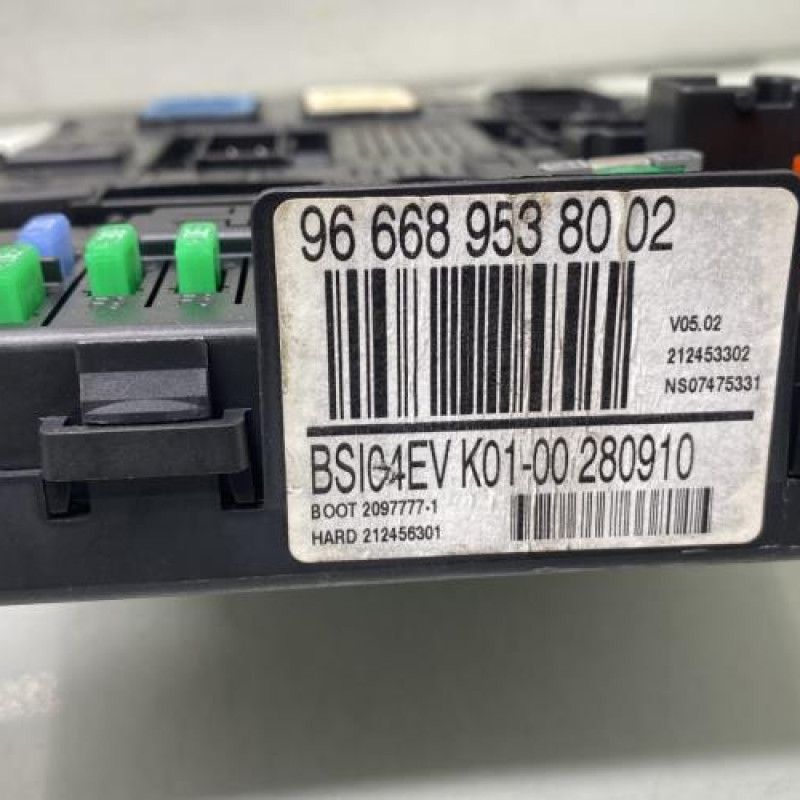 96 668 953 80 02
V05.02
212453302
NS07475331
BSI04EV K01-00 280910
BOOT 2097777-1
HARD 212456301